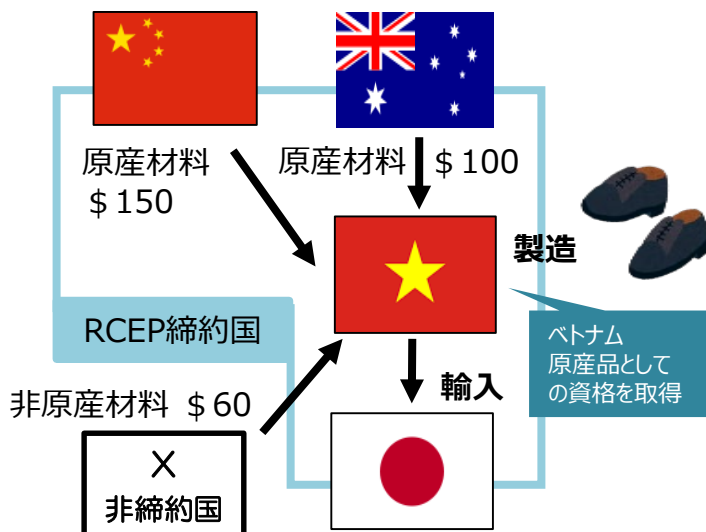 原産材料
＄150
原産材料 ＄100
製造
RCEP締約国
ベトナム
原産品として
の資格を取得
非原産材料 ＄60
輸入
X
非締約国